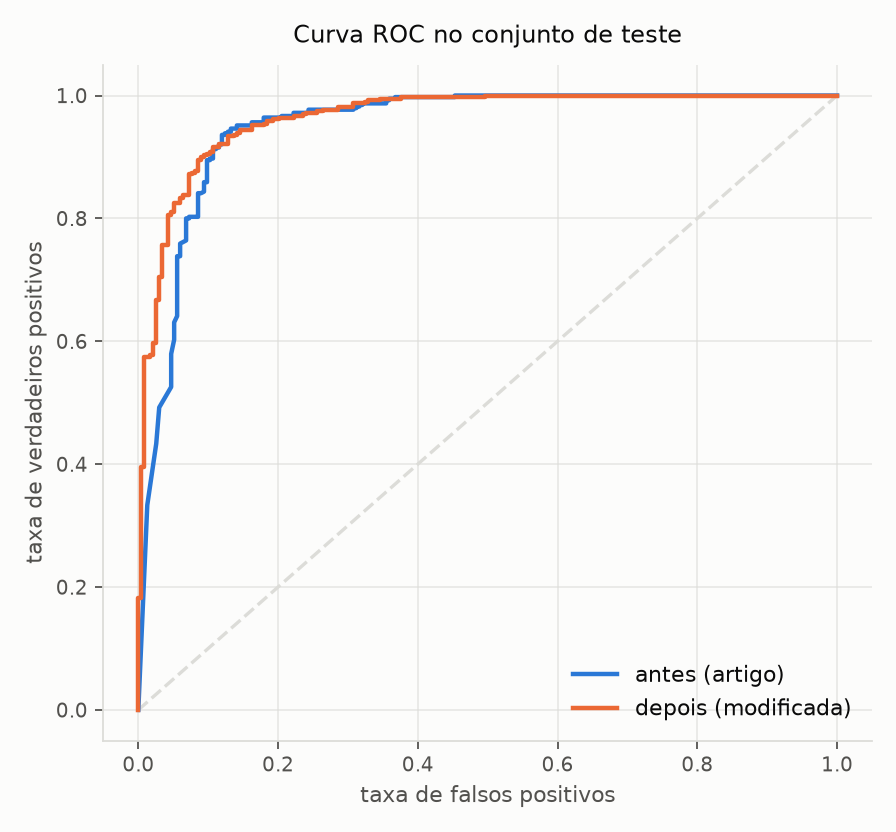 Curva ROC no conjunto de teste
taxa de verdadeiros positivos
1.0
0.8
0.6
0.4
0.2
0.0
0.0 0.2 0.4 0.6 0.8 1.0
taxa de falsos positivos
antes (artigo)
depois (modificada)